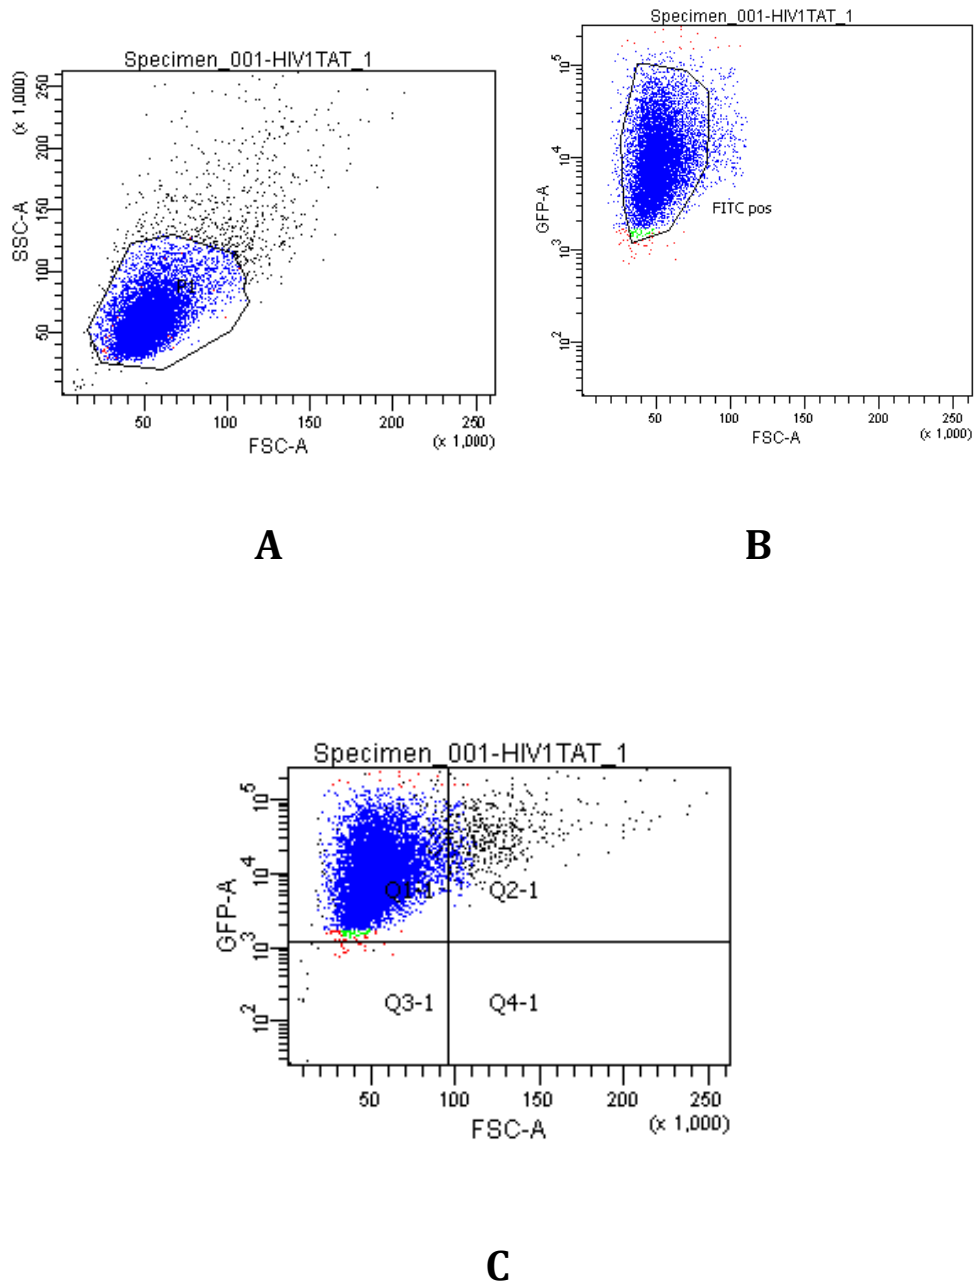 Specimen_001-HIV1TAT_1
(x 1,000)
250
200
150
100
50
SSC-A
P1
50 100 150 200 250
FSC-A
(x 1,000)
A
Specimen_001-HIV1TAT_1
10^5
10^4
10^3
10^2
GFP-A
FITC pos
50 100 150 200 250
FSC-A
(x 1,000)
B
Specimen_001-HIV1TAT_1
10^5
10^4
10^3
10^2
GFP-A
Q1-1 Q2-1
Q3-1 Q4-1
50 100 150 200 250
FSC-A
(x 1,000)
C